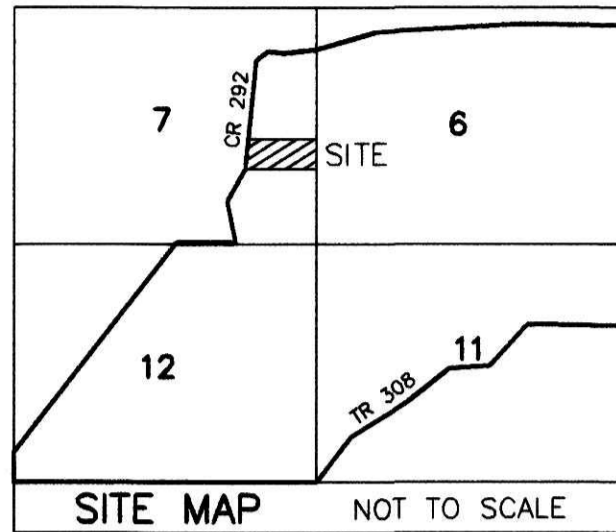 7
CR 292
6
SITE
12
11
TR 308
SITE MAP
NOT TO SCALE